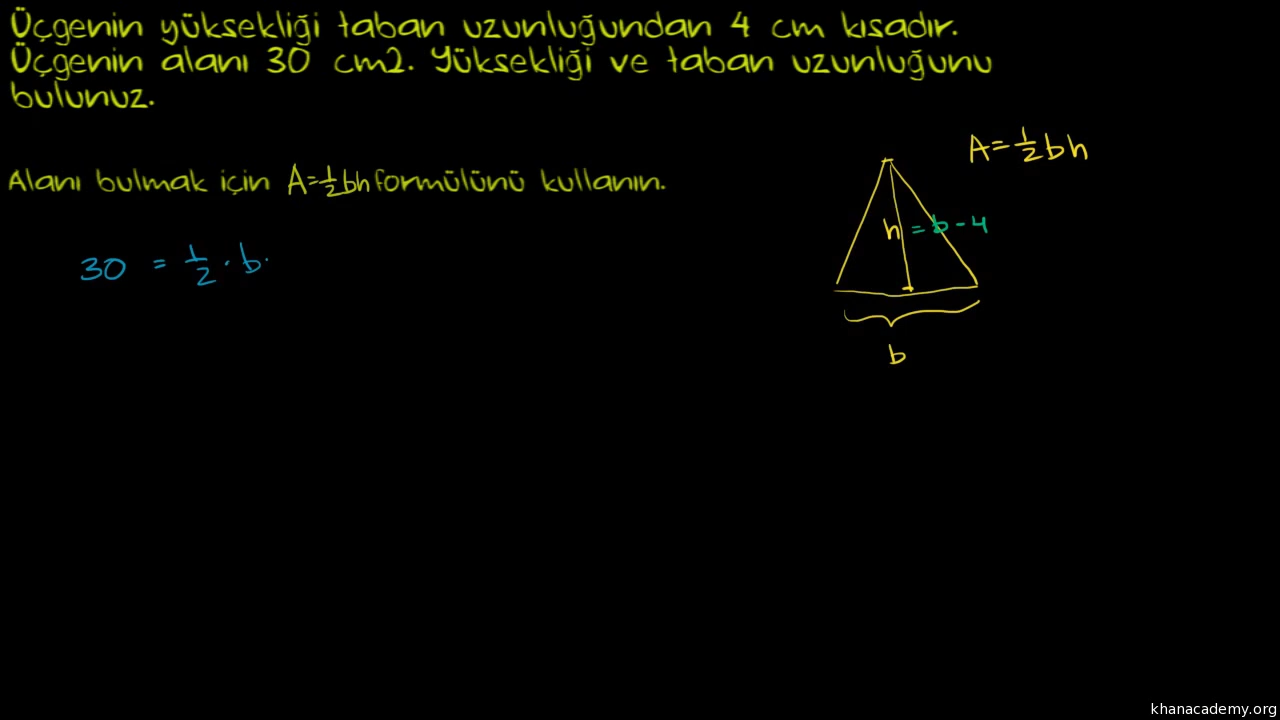 Üçgenin yüksekliği taban uzunluğundan 4 cm kısadır.
Üçgenin alanı 30 cm2. Yüksekliği ve taban uzunluğunu
bulunuz.
A=½bh
Alanı bulmak için A=½bh formülünü kullanın.
h = b - 4
30 = ½ · b ·
b
khanacademy.org